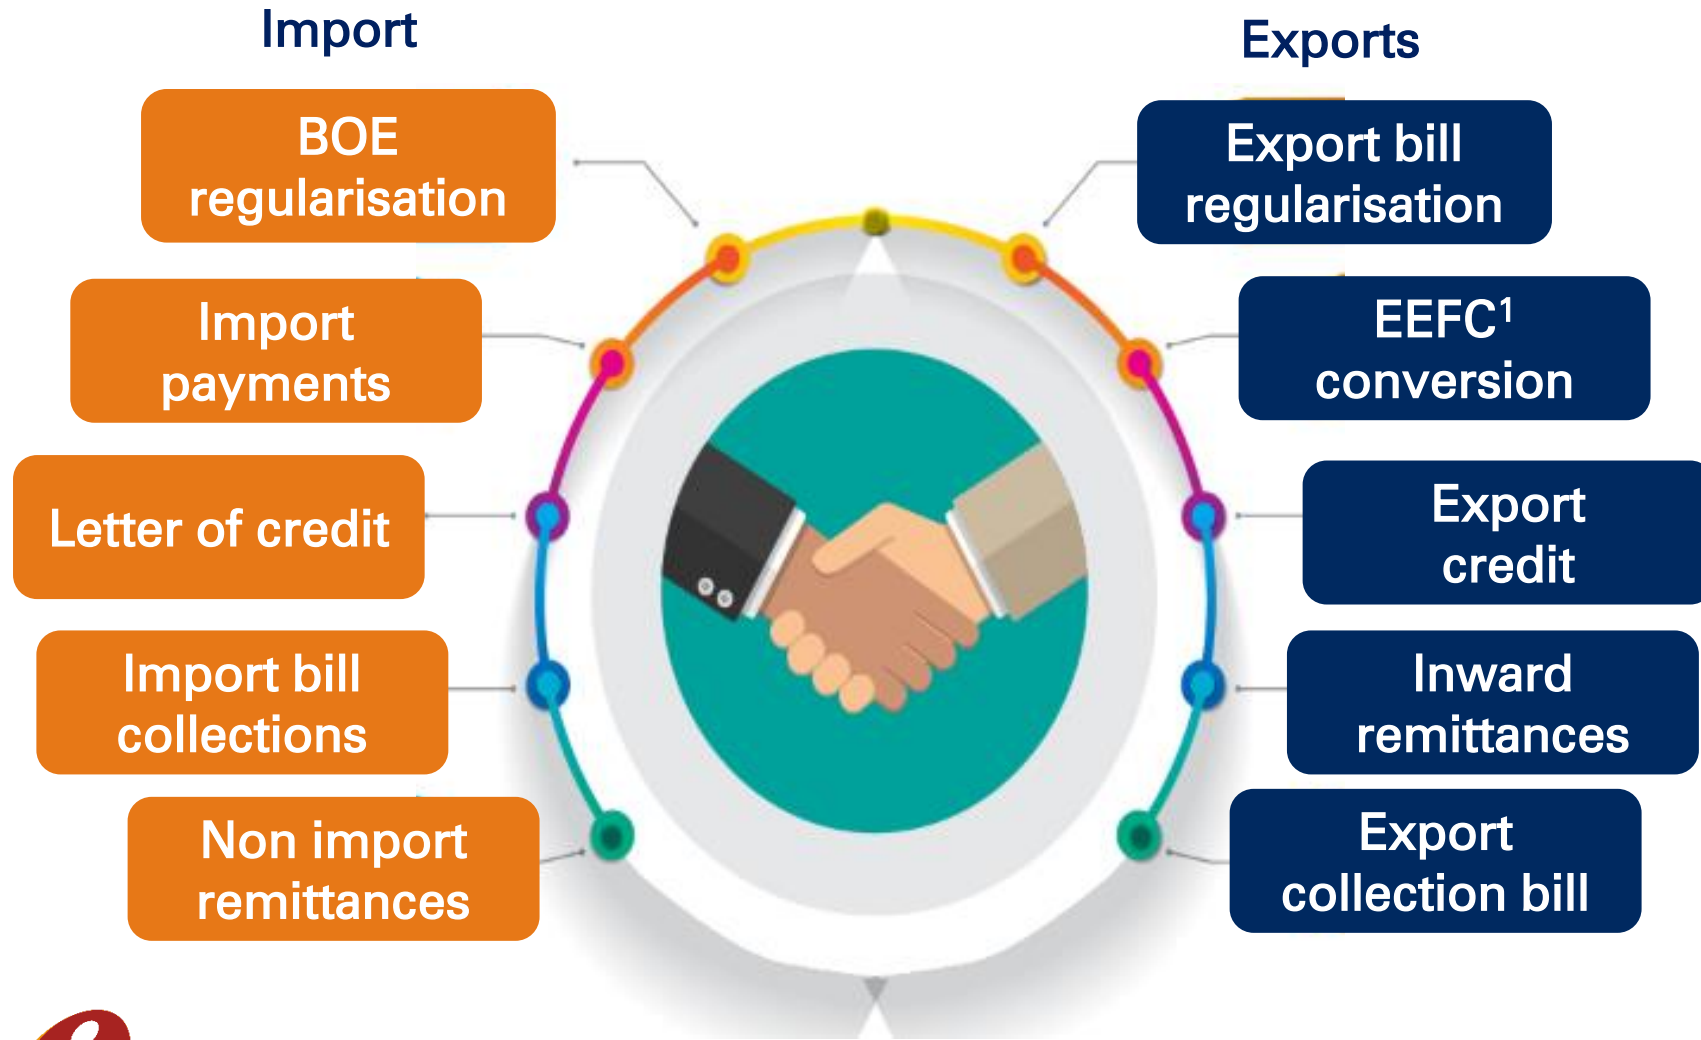 Import
BOE
regularisation
Import
payments
Letter of credit
Import bill
collections
Non import
remittances
Exports
Export bill
regularisation
EEFC¹
conversion
Export
credit
Inward
remittances
Export
collection bill